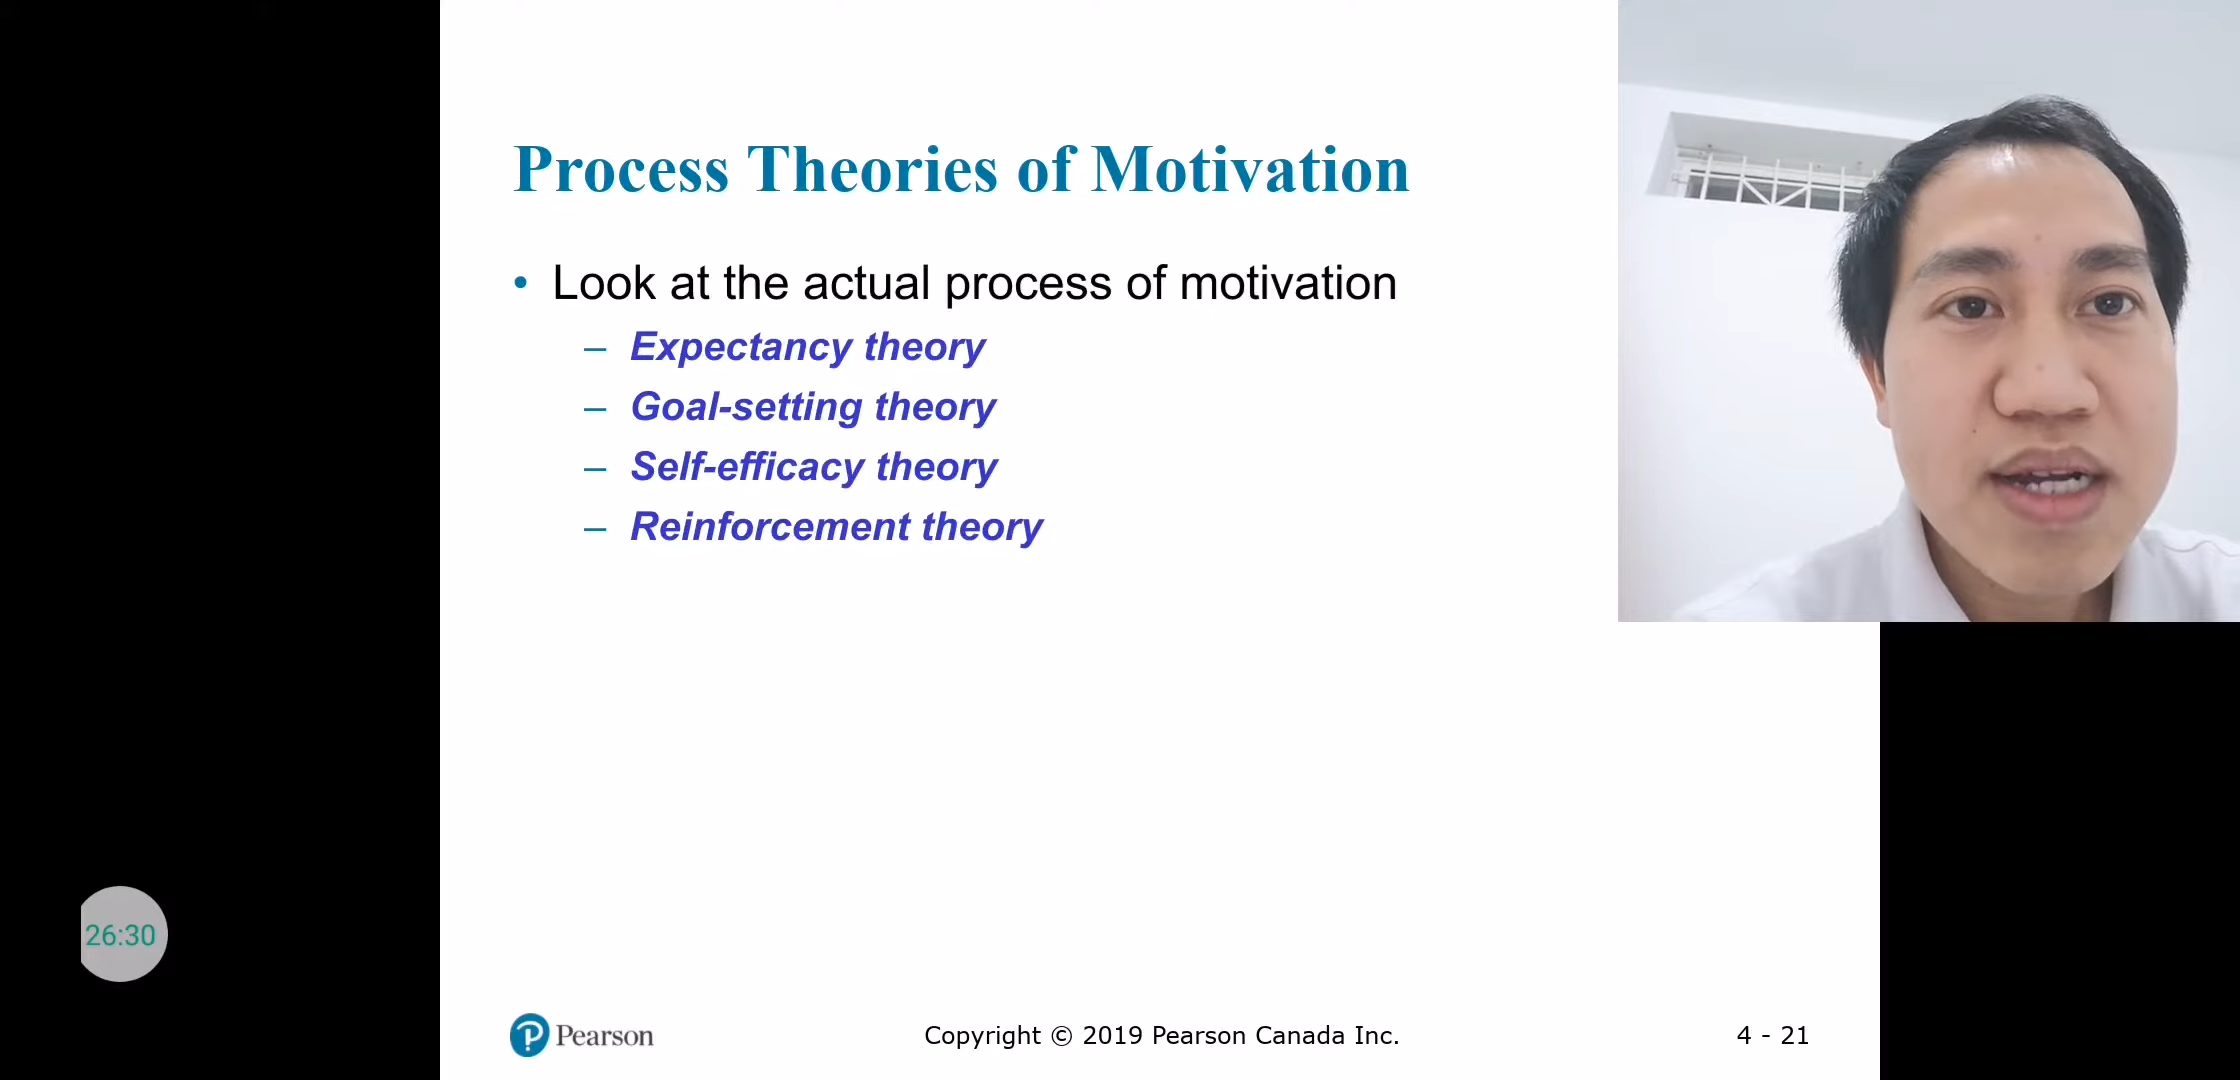 Process Theories of Motivation
• Look at the actual process of motivation
– Expectancy theory
– Goal-setting theory
– Self-efficacy theory
– Reinforcement theory
26:30
Pearson
Copyright © 2019 Pearson Canada Inc.
4 - 21